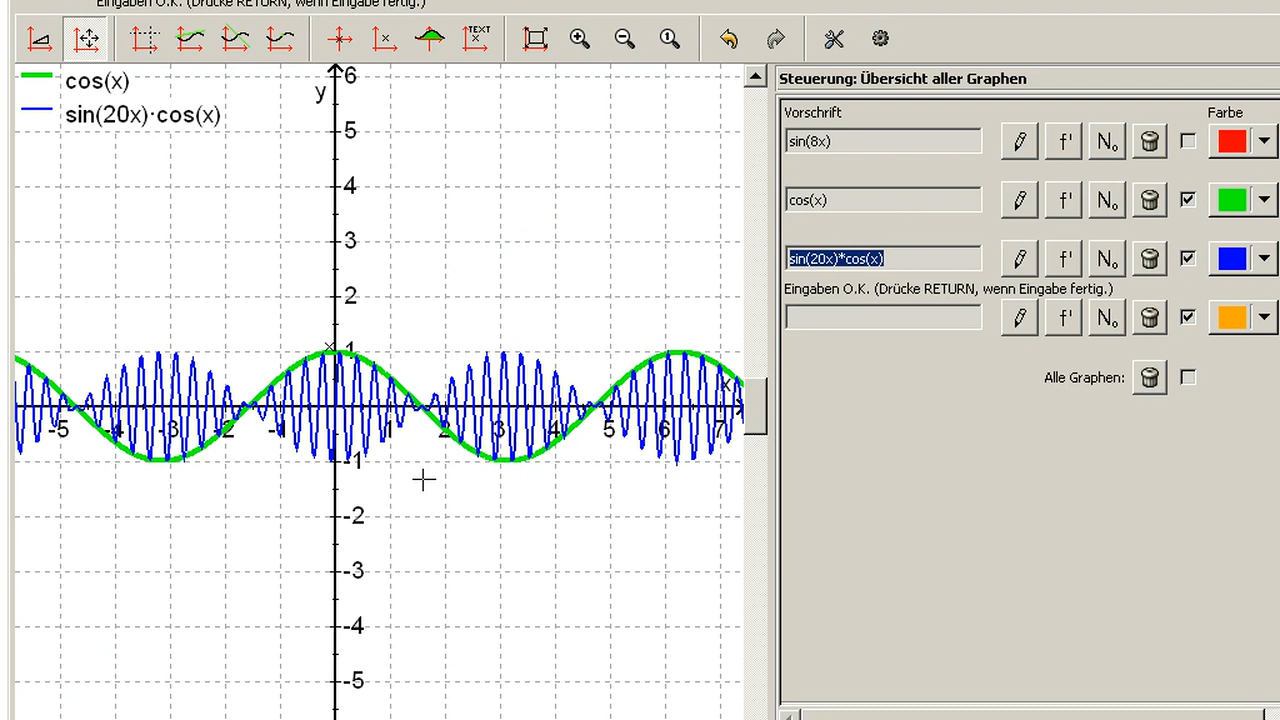 Eingaben O.K. (Drücke RETURN, wenn Eingabe fertig.)
TEXT
Steuerung: Übersicht aller Graphen
Vorschrift
Farbe
sin(8x)
f'
N₀
cos(x)
f'
N₀
sin(20x)*cos(x)
f'
N₀
Eingaben O.K. (Drücke RETURN, wenn Eingabe fertig.)
f'
N₀
Alle Graphen:
cos(x)
sin(20x)·cos(x)
y
6
5
4
3
2
1
-5 -4 -3 -2 -1 1 2 3 4 5 6 7
-1
-2
-3
-4
-5